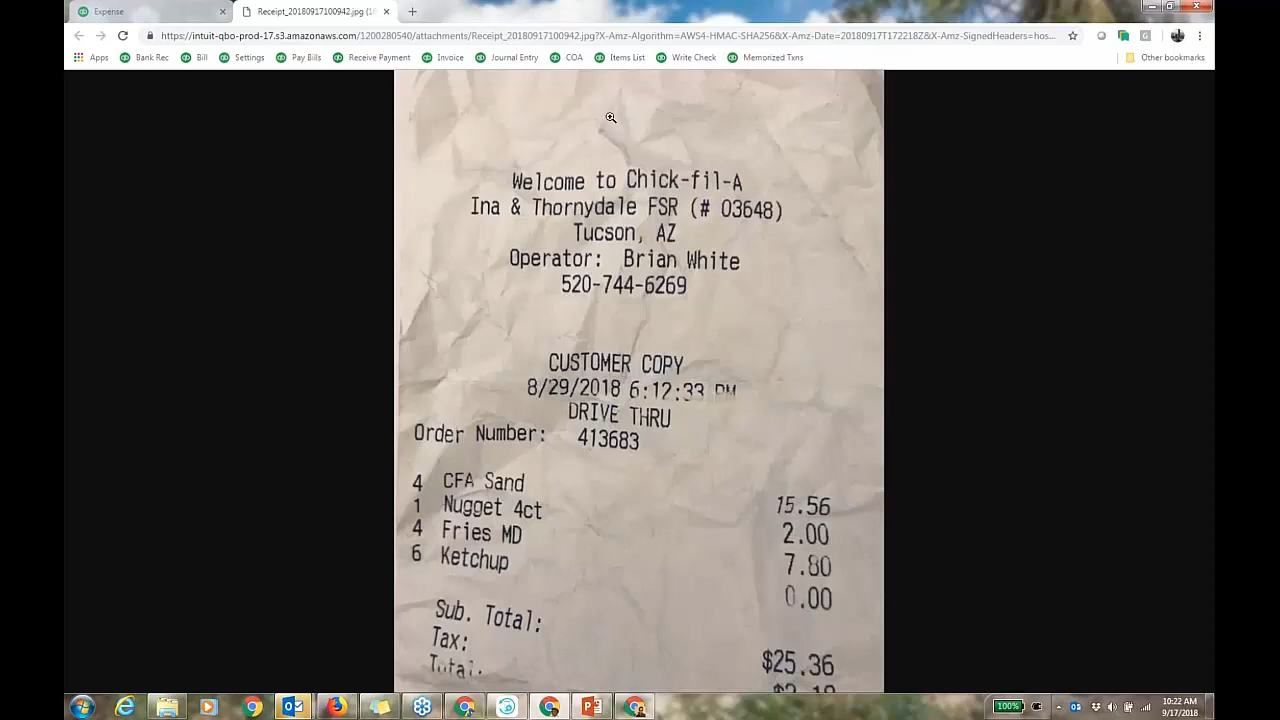 Expense
Receipt_20180917100942.jpg (1
https://intuit-qbo-prod-17.s3.amazonaws.com/1200280540/attachments/Receipt_20180917100942.jpg?X-Amz-Algorithm=AWS4-HMAC-SHA256&X-Amz-Date=20180917T172218Z&X-Amz-SignedHeaders=hos...
Apps Bank Rec Bill Settings Pay Bills Receive Payment Invoice Journal Entry COA Items List Write Check Memorized Txns Other bookmarks
Welcome to Chick-fil-A
Ina & Thornydale FSR (# 03648)
Tucson, AZ
Operator: Brian White
520-744-6269
CUSTOMER COPY
8/29/2018 6:12:33 PM
DRIVE THRU
Order Number: 413683
4 CFA Sand 15.56
1 Nugget 4ct 2.00
4 Fries MD 7.80
6 Ketchup 0.00
Sub. Total: $25.36
Tax:
Total:
100%
10:22 AM
9/17/2018